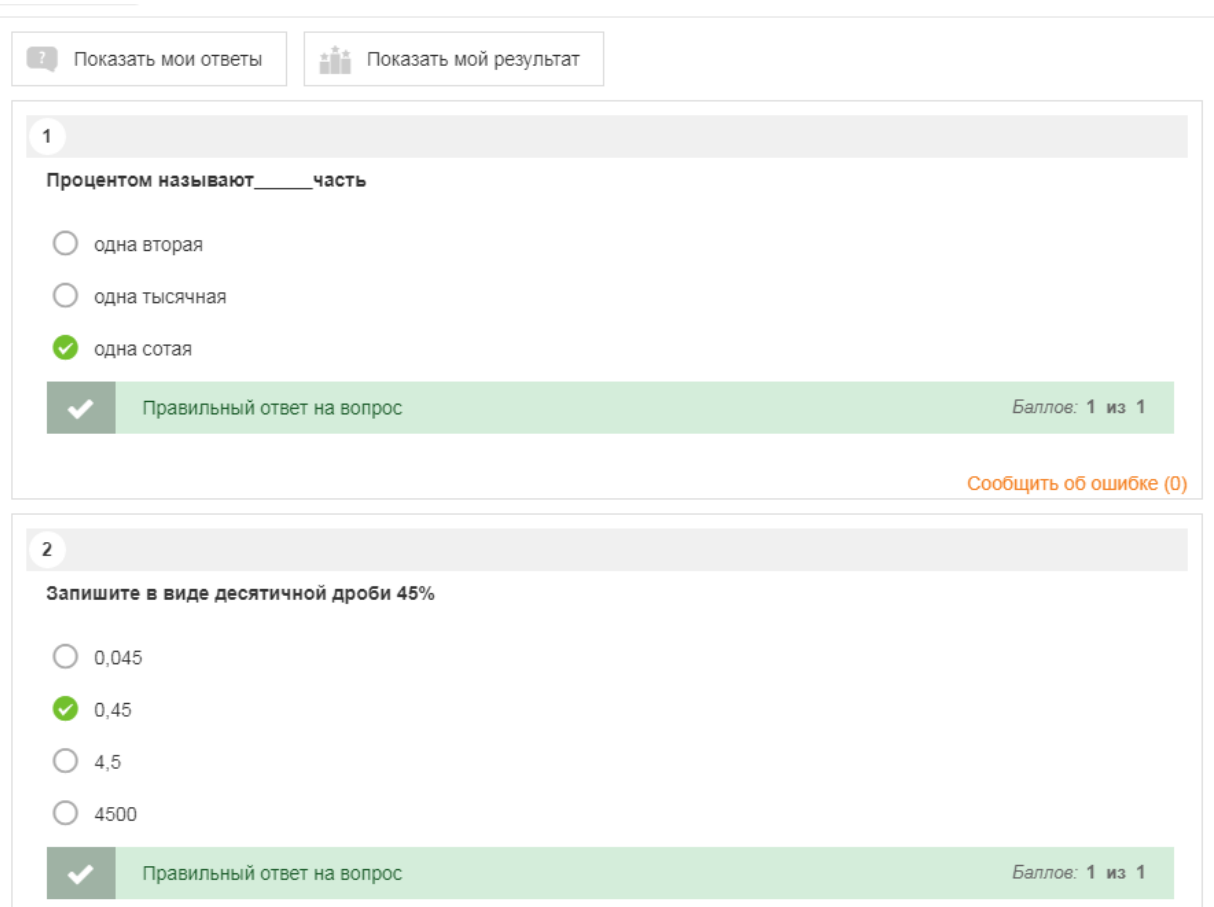 Показать мои ответы
Показать мой результат
1
Процентом называют______часть
одна вторая
одна тысячная
одна сотая
Правильный ответ на вопрос Баллов: 1 из 1
Сообщить об ошибке (0)
2
Запишите в виде десятичной дроби 45%
0,045
0,45
4,5
4500
Правильный ответ на вопрос Баллов: 1 из 1